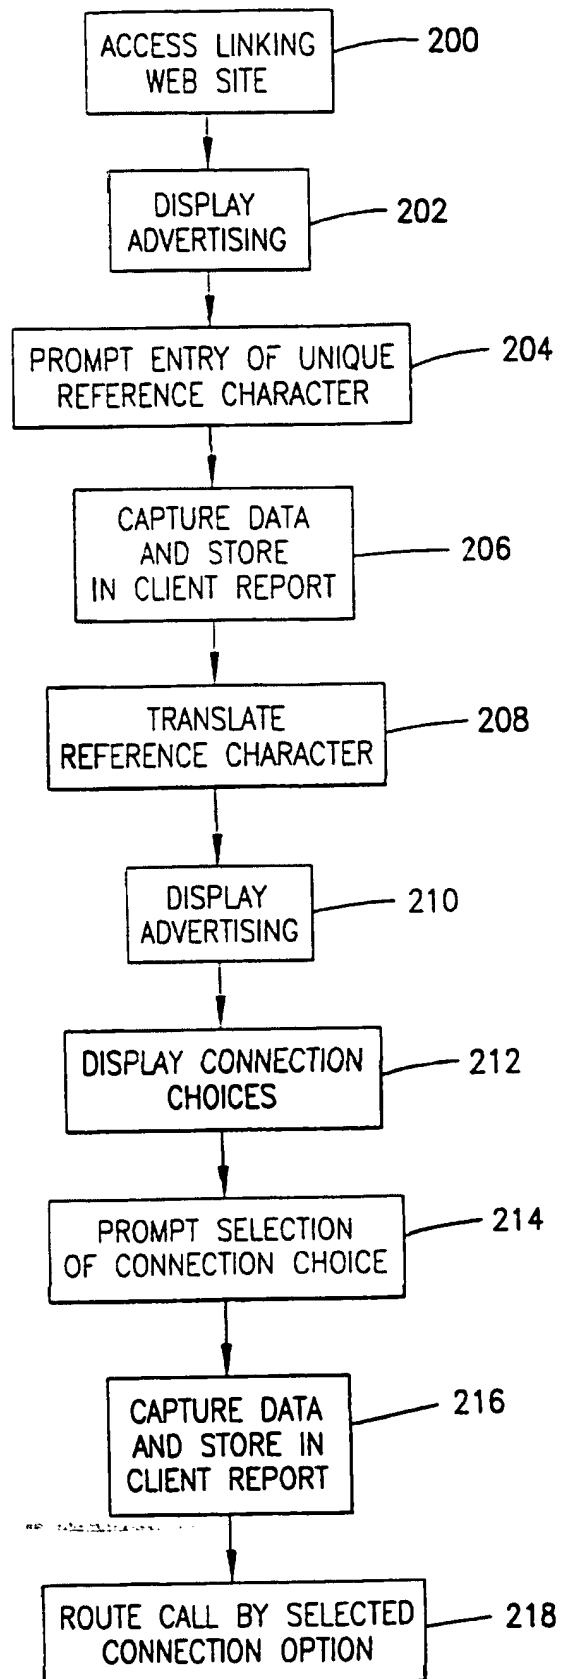 ACCESS LINKING
WEB SITE
200
DISPLAY
ADVERTISING
202
PROMPT ENTRY OF UNIQUE
REFERENCE CHARACTER
204
CAPTURE DATA
AND STORE
IN CLIENT REPORT
206
TRANSLATE
REFERENCE CHARACTER
208
DISPLAY
ADVERTISING
210
DISPLAY CONNECTION
CHOICES
212
PROMPT SELECTION
OF CONNECTION CHOICE
214
CAPTURE DATA
AND STORE IN
CLIENT REPORT
216
ROUTE CALL BY SELECTED
CONNECTION OPTION
218